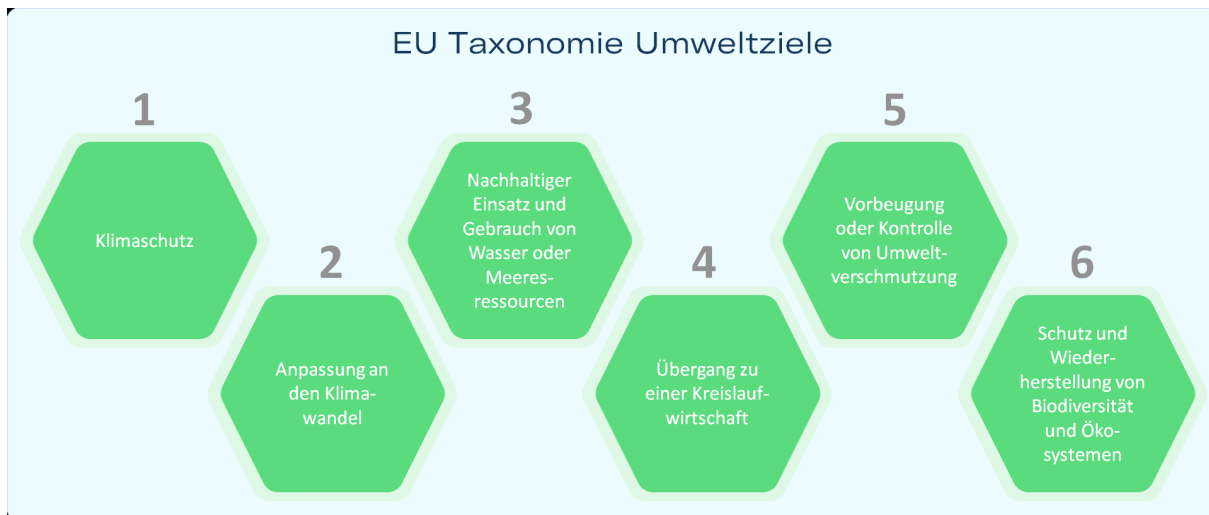 EU Taxonomie Umweltziele
1
Klimaschutz
2
Anpassung an
den Klima-
wandel
3
Nachhaltiger
Einsatz und
Gebrauch von
Wasser oder
Meeres-
ressourcen
4
Übergang zu
einer Kreislauf-
wirtschaft
5
Vorbeugung
oder Kontrolle
von Umwelt-
verschmutzung
6
Schutz und
Wieder-
herstellung von
Biodiversität
und Öko-
systemen